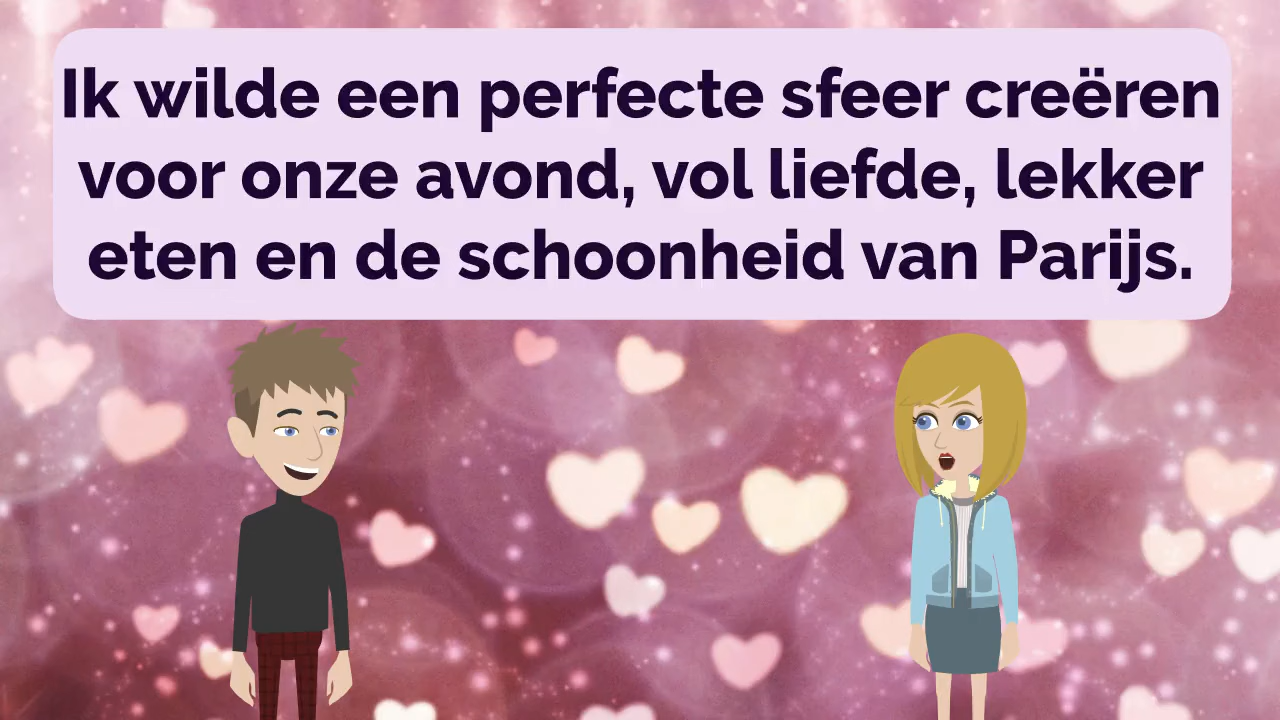 Ik wilde een perfecte sfeer creëren
voor onze avond, vol liefde, lekker
eten en de schoonheid van Parijs.